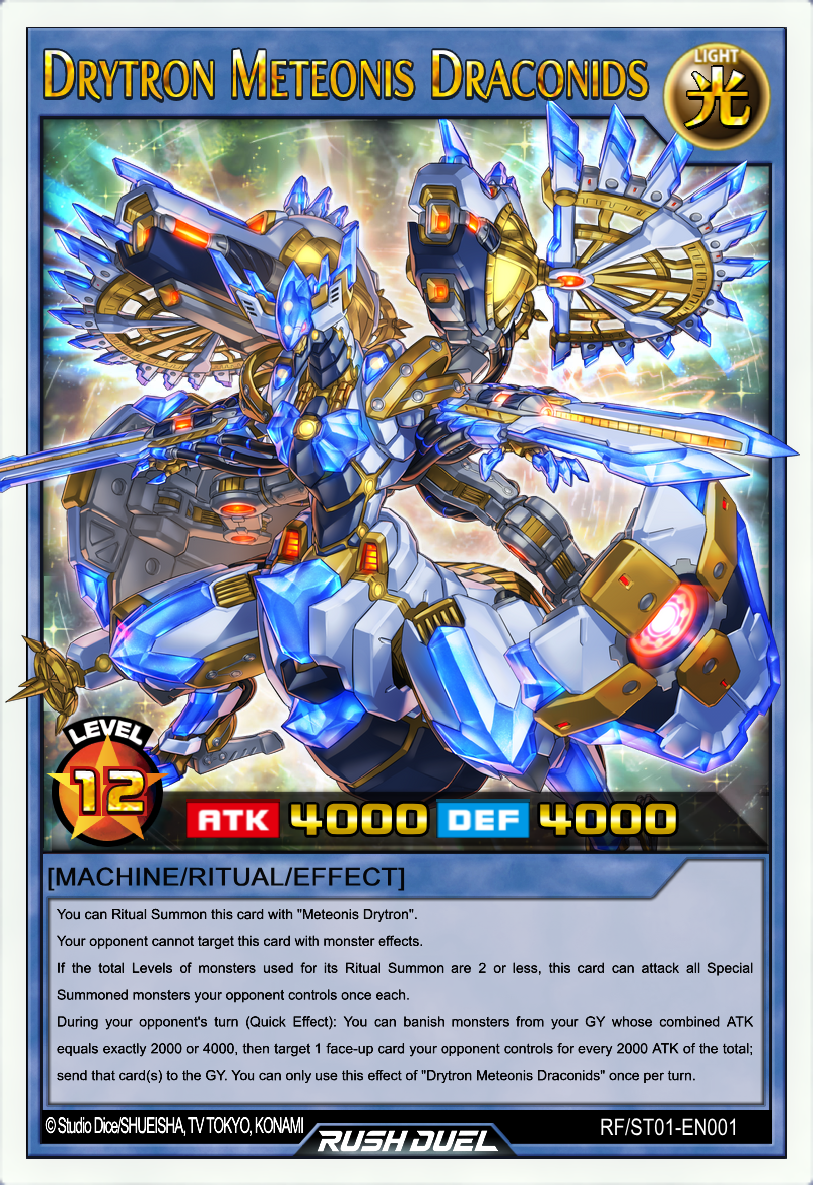 DRYTRON METEONIS DRACONIDS
LIGHT
光
LEVEL
12
ATK 4000 DEF 4000
[MACHINE/RITUAL/EFFECT]
You can Ritual Summon this card with "Meteonis Drytron".
Your opponent cannot target this card with monster effects.
If the total Levels of monsters used for its Ritual Summon are 2 or less, this card can attack all Special
Summoned monsters your opponent controls once each.
During your opponent's turn (Quick Effect): You can banish monsters from your GY whose combined ATK
equals exactly 2000 or 4000, then target 1 face-up card your opponent controls for every 2000 ATK of the total;
send that card(s) to the GY. You can only use this effect of "Drytron Meteonis Draconids" once per turn.
© Studio Dice/SHUEISHA, TV TOKYO, KONAMI
RUSH DUEL
RF/ST01-EN001